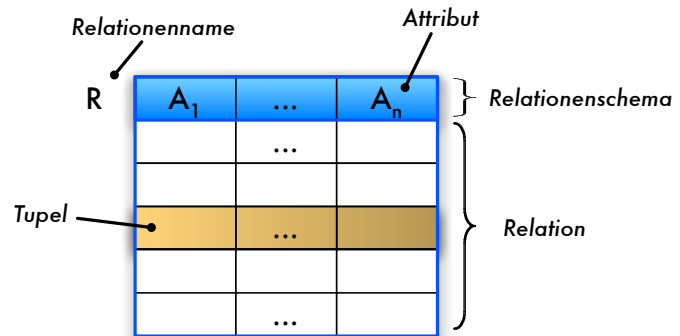 Relationenname
Attribut
R
A1
...
An
Relationenschema
...
Tupel
...
Relation
...